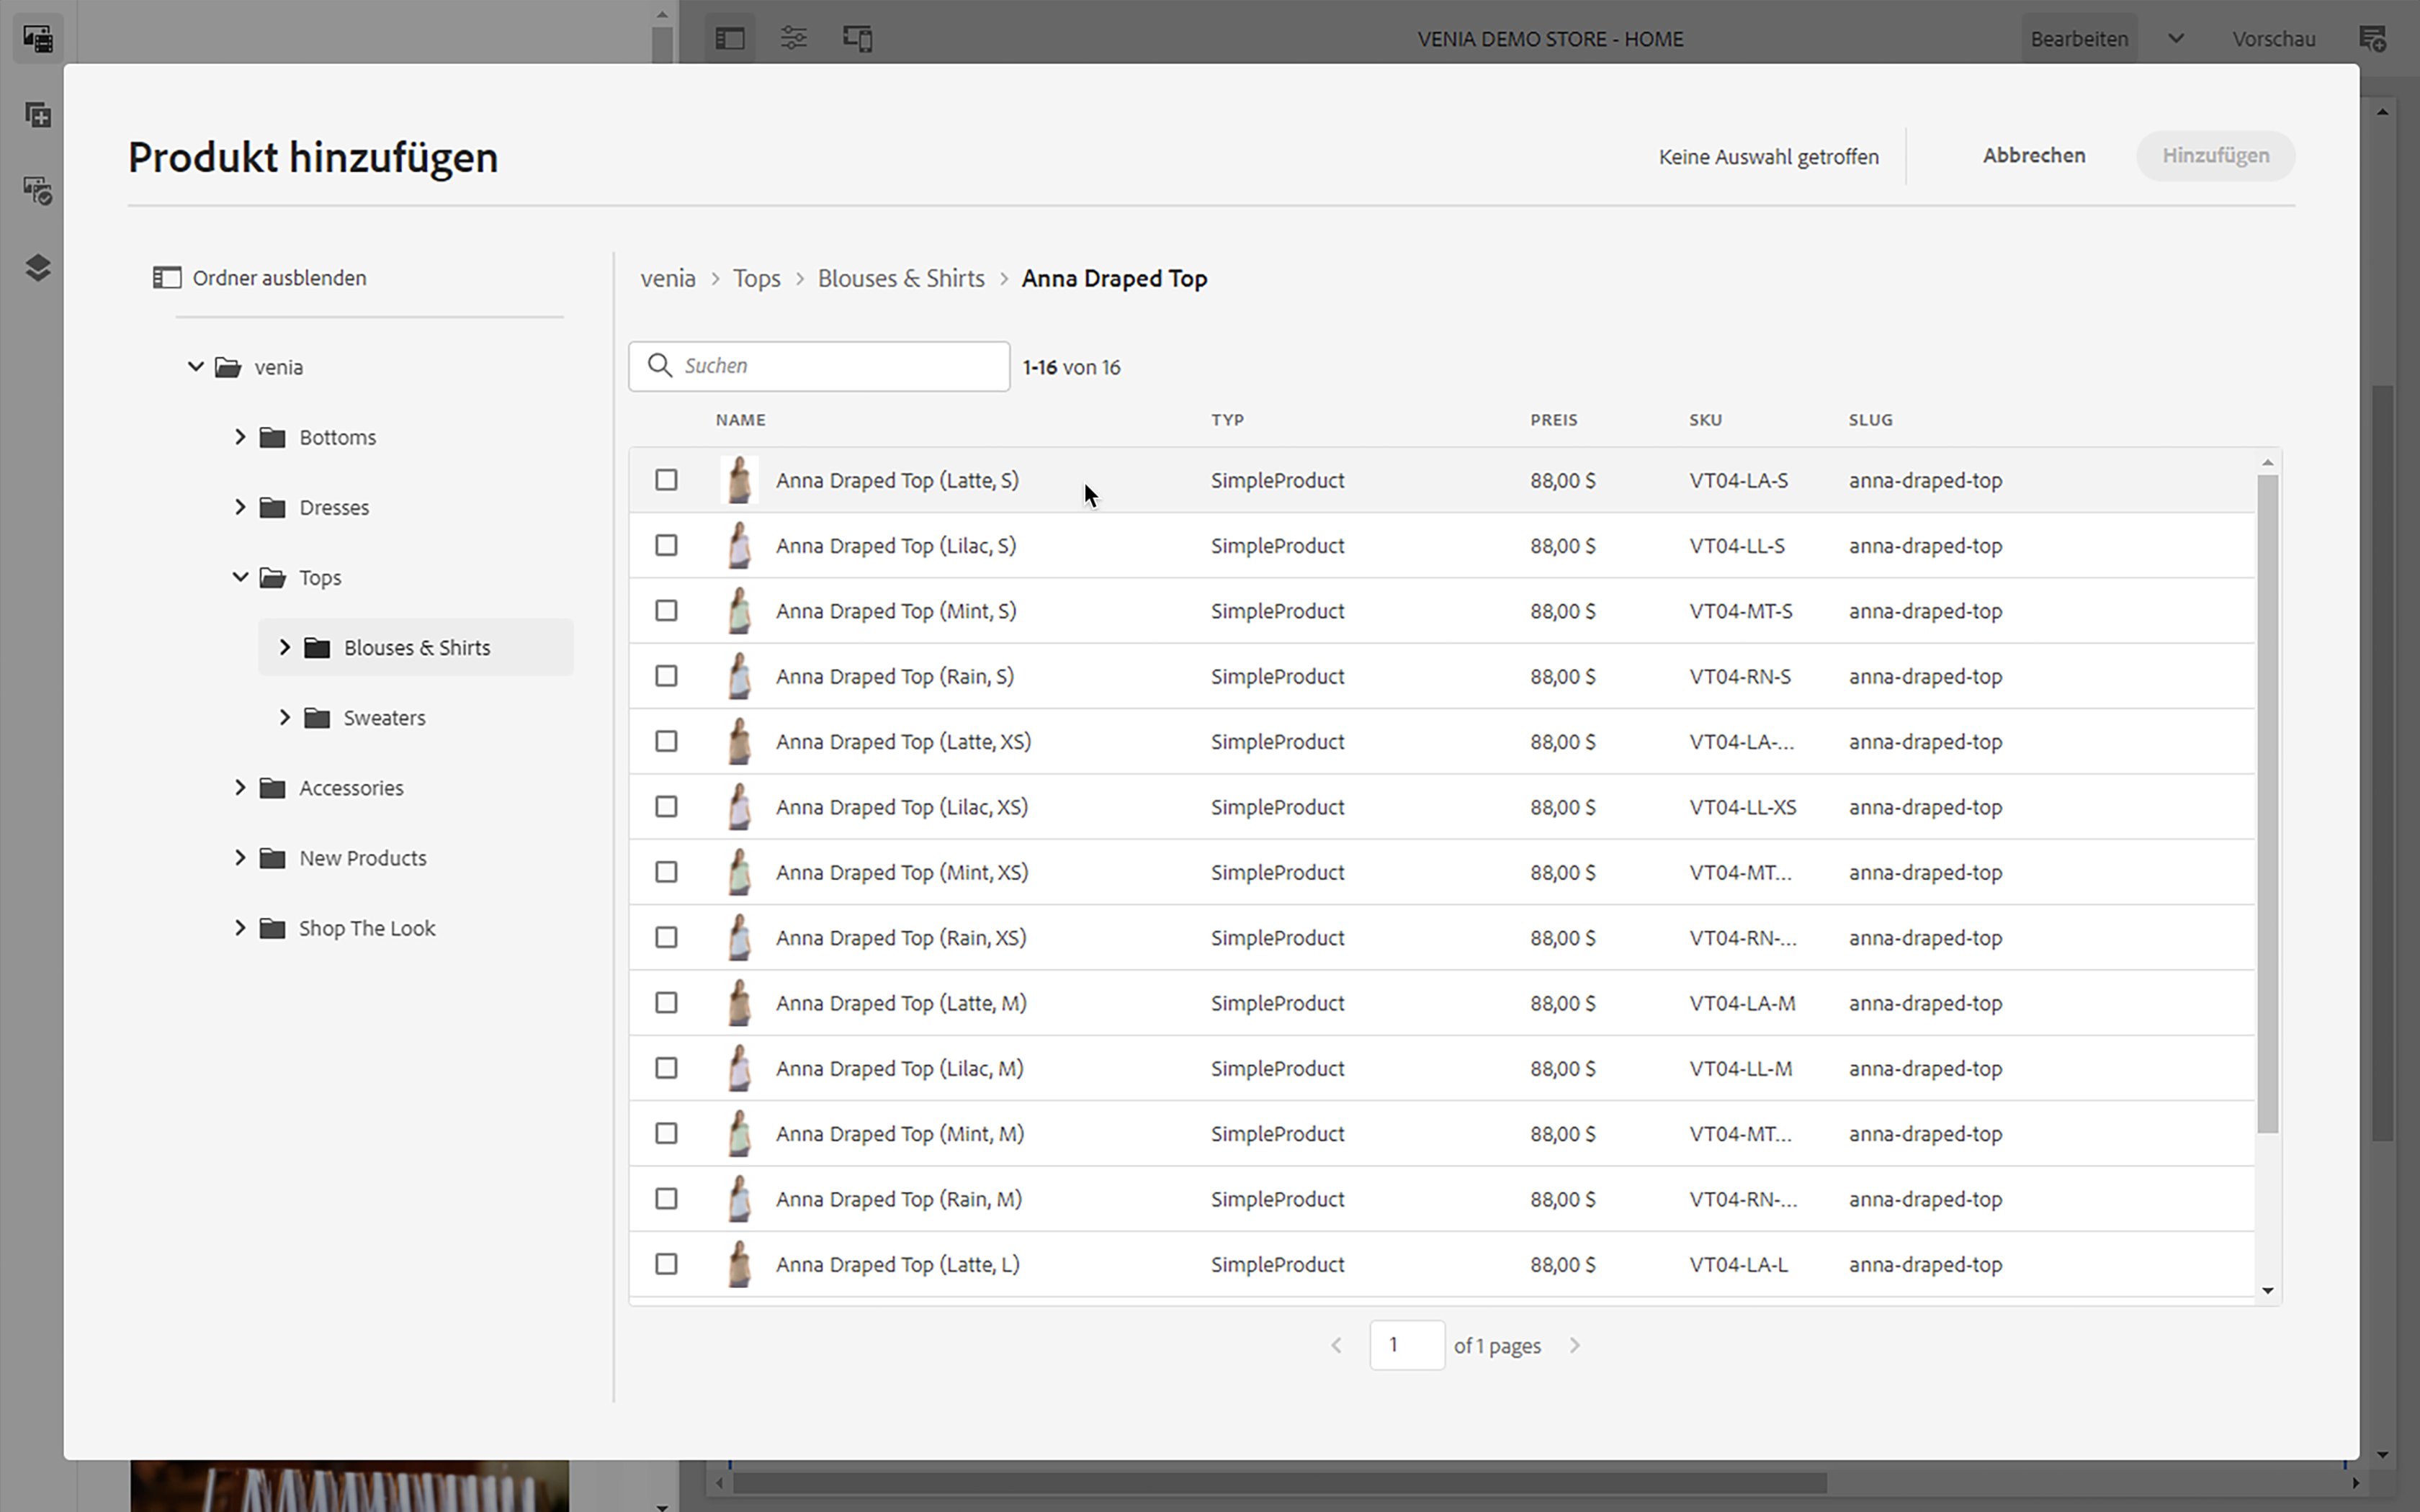 VENIA DEMO STORE - HOME
Bearbeiten
Vorschau
Produkt hinzufügen
Keine Auswahl getroffen
Abbrechen
Hinzufügen
Ordner ausblenden
venia
Bottoms
Dresses
Tops
Blouses & Shirts
Sweaters
Accessories
New Products
Shop The Look
venia > Tops > Blouses & Shirts > Anna Draped Top
Suchen
1-16 von 16
NAME TYP PREIS SKU SLUG
Anna Draped Top (Latte, S) SimpleProduct 88,00 $ VT04-LA-S anna-draped-top
Anna Draped Top (Lilac, S) SimpleProduct 88,00 $ VT04-LL-S anna-draped-top
Anna Draped Top (Mint, S) SimpleProduct 88,00 $ VT04-MT-S anna-draped-top
Anna Draped Top (Rain, S) SimpleProduct 88,00 $ VT04-RN-S anna-draped-top
Anna Draped Top (Latte, XS) SimpleProduct 88,00 $ VT04-LA-... anna-draped-top
Anna Draped Top (Lilac, XS) SimpleProduct 88,00 $ VT04-LL-XS anna-draped-top
Anna Draped Top (Mint, XS) SimpleProduct 88,00 $ VT04-MT... anna-draped-top
Anna Draped Top (Rain, XS) SimpleProduct 88,00 $ VT04-RN-... anna-draped-top
Anna Draped Top (Latte, M) SimpleProduct 88,00 $ VT04-LA-M anna-draped-top
Anna Draped Top (Lilac, M) SimpleProduct 88,00 $ VT04-LL-M anna-draped-top
Anna Draped Top (Mint, M) SimpleProduct 88,00 $ VT04-MT... anna-draped-top
Anna Draped Top (Rain, M) SimpleProduct 88,00 $ VT04-RN-... anna-draped-top
Anna Draped Top (Latte, L) SimpleProduct 88,00 $ VT04-LA-L anna-draped-top
1 of 1 pages